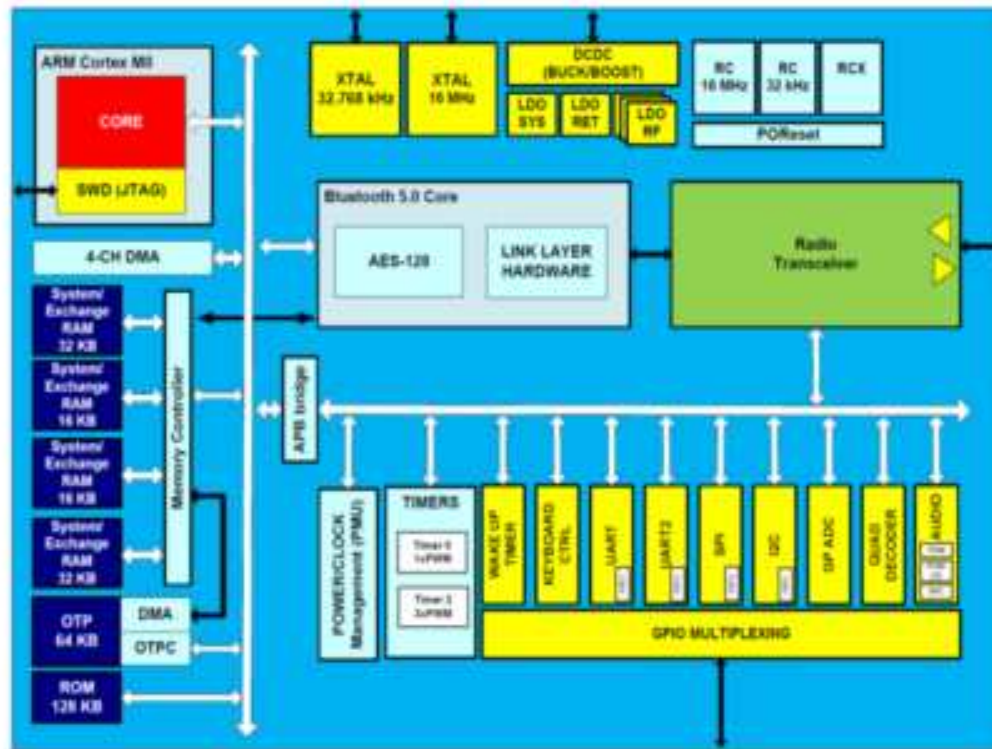 ARM Cortex M0
CORE
SWD (JTAG)
4-CH DMA
System/
Exchange
RAM
32 KB
System/
Exchange
RAM
16 KB
System/
Exchange
RAM
16 KB
System/
Exchange
RAM
32 KB
Memory Controller
OTP
64 KB
DMA
OTPC
ROM
128 KB
XTAL
32.768 kHz
XTAL
16 MHz
DCDC
(BUCK/BOOST)
LDO
SYS
LDO
RET
LDO
RF
RC
16 MHz
RC
32 kHz
RCX
POReset
Bluetooth 5.0 Core
AES-128
LINK LAYER
HARDWARE
Radio
Transceiver
APB bridge
POWER/CLOCK
Management (PMU)
TIMERS
Timer 0
1xPWM
Timer 2
3xPWM
WAKE UP
TIMER
KEYBOARD
CTRL
UART
UART2
SPI
I2C
GP ADC
QUAD
DECODER
AUDIO
GPIO MULTIPLEXING